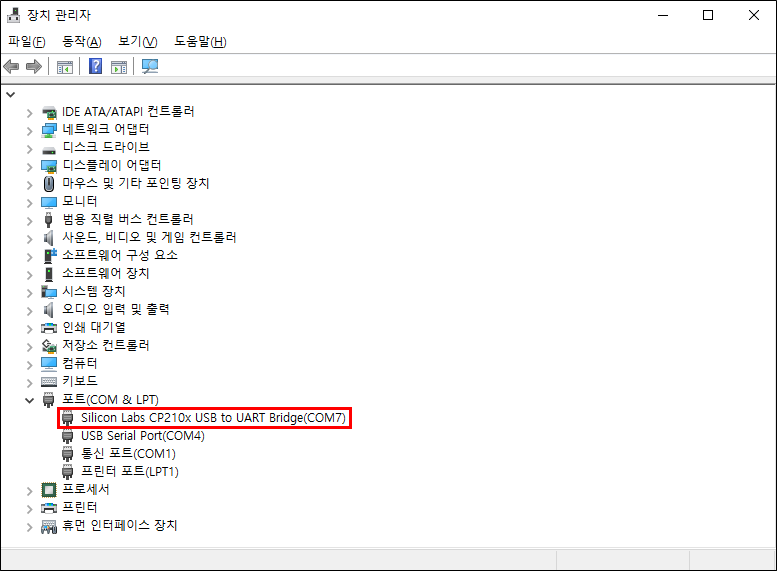 장치 관리자
파일(F) 동작(A) 보기(V) 도움말(H)
IDE ATA/ATAPI 컨트롤러
네트워크 어댑터
디스크 드라이브
디스플레이 어댑터
마우스 및 기타 포인팅 장치
모니터
범용 직렬 버스 컨트롤러
사운드, 비디오 및 게임 컨트롤러
소프트웨어 구성 요소
소프트웨어 장치
시스템 장치
오디오 입력 및 출력
인쇄 대기열
저장소 컨트롤러
컴퓨터
키보드
포트(COM & LPT)
Silicon Labs CP210x USB to UART Bridge(COM7)
USB Serial Port(COM4)
통신 포트(COM1)
프린터 포트(LPT1)
프로세서
프린터
휴먼 인터페이스 장치